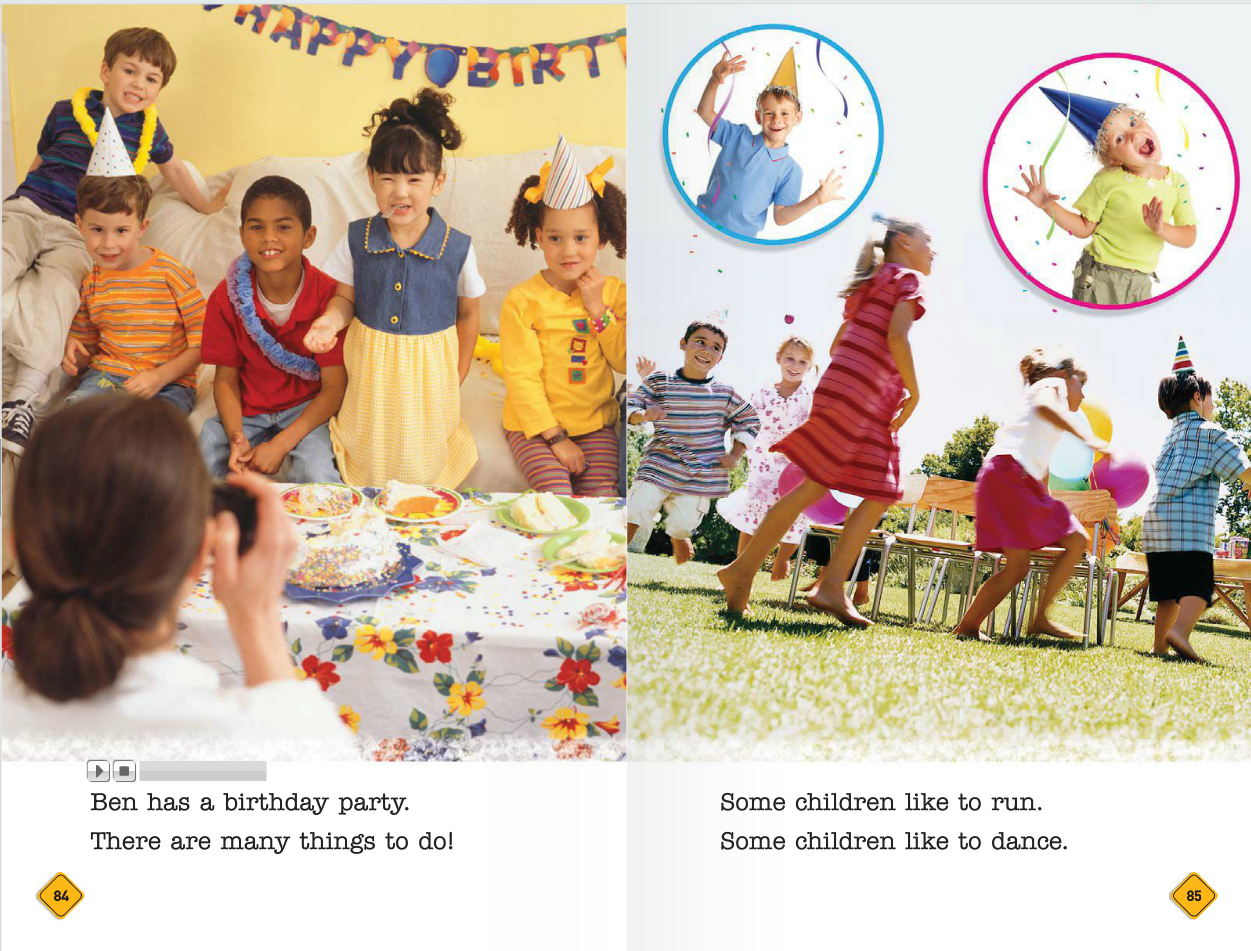 HAPPY BIRT
Ben has a birthday party.
There are many things to do!
84
Some children like to run.
Some children like to dance.
85